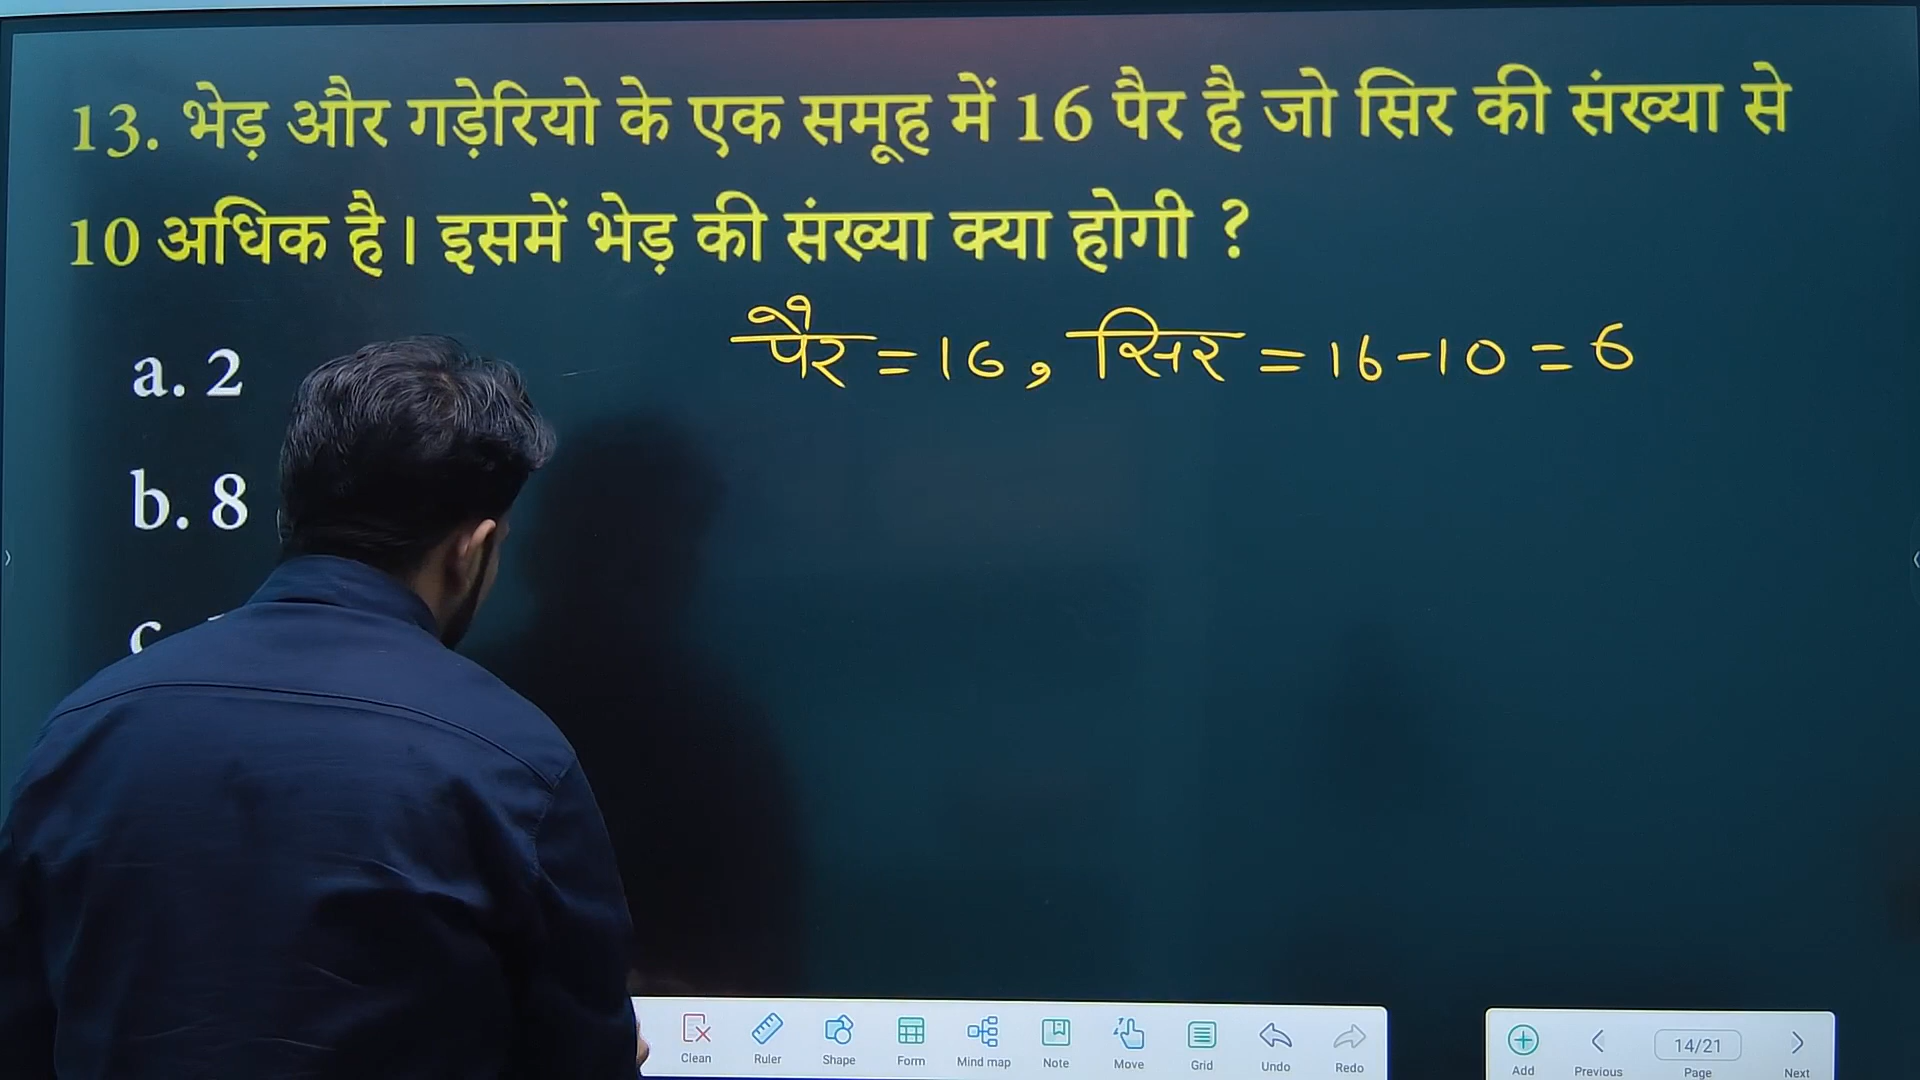 13. भेड़ और गड़ेरियो के एक समूह में 16 पैर है जो सिर की संख्या से
10 अधिक है। इसमें भेड़ की संख्या क्या होगी ?
पैर = 16, सिर = 16-10 = 6
a. 2
b. 8
c.
Clean Ruler Shape Form Mind map Note Move Grid Undo Redo
Add Previous 14/21 Page Next